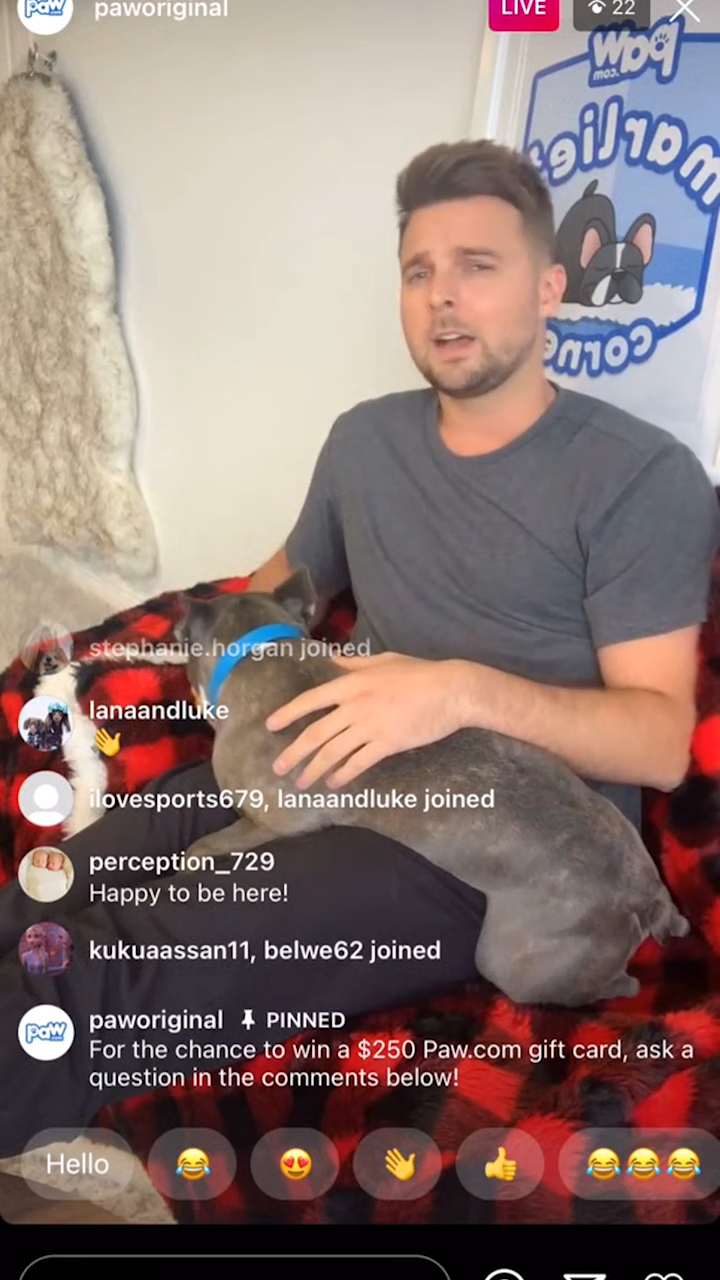 paw
paworiginal
LIVE
22
paw
.com
marlie's
corne
stephanie.horgan joined
lanaandluke
👋
ilovesports679, lanaandluke joined
perception_729
Happy to be here!
kukuaassan11, belwe62 joined
paw
paworiginal PINNED
For the chance to win a $250 Paw.com gift card, ask a
question in the comments below!
Hello 😂 😍 👋 👍 😂😂😂